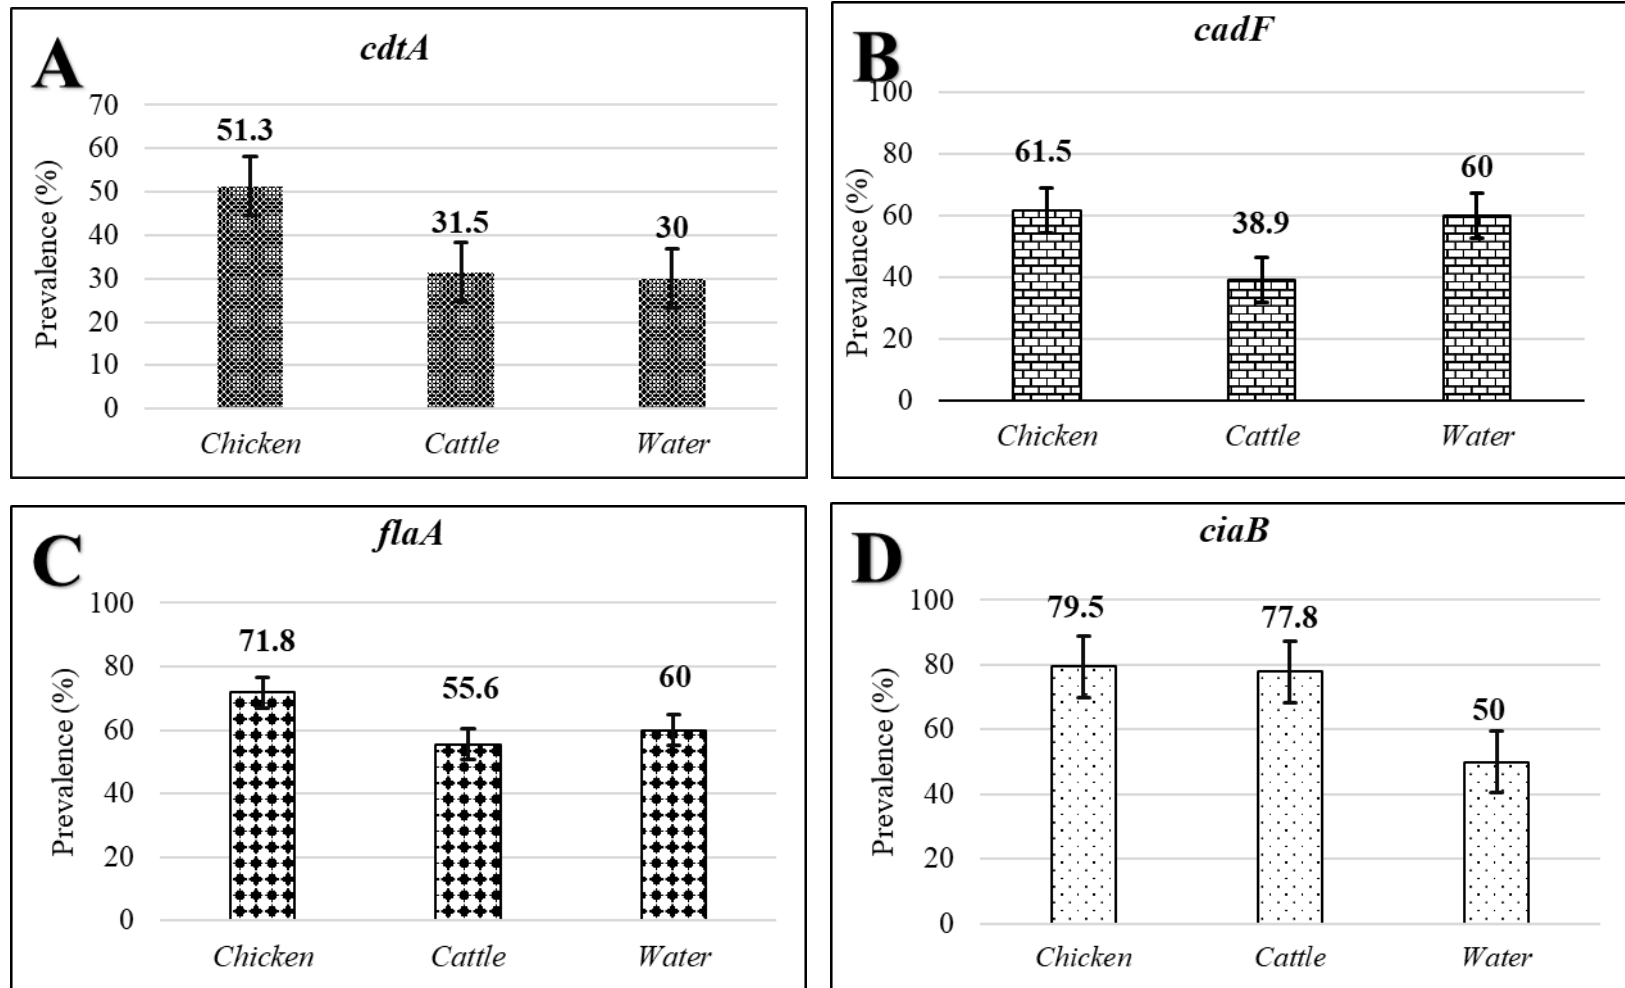 A
cdtA
70
60
50
40
30
20
10
0
Prevalence (%)
51.3
31.5
30
Chicken Cattle Water
B
cadF
100
80
60
40
20
0
Prevalence (%)
61.5
38.9
60
Chicken Cattle Water
C
flaA
100
80
60
40
20
0
Prevalence (%)
71.8
55.6
60
Chicken Cattle Water
D
ciaB
100
80
60
40
20
0
Prevalence (%)
79.5
77.8
50
Chicken Cattle Water